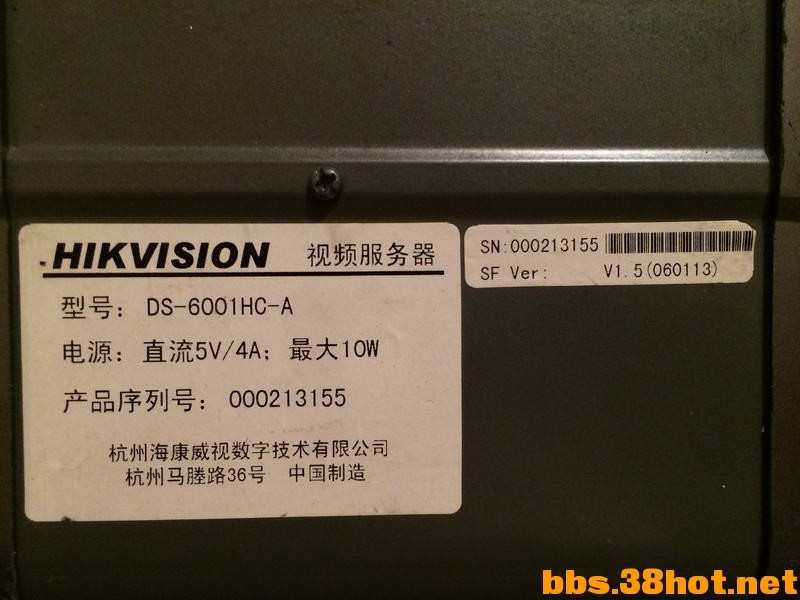 HIKVISION 视频服务器
型号: DS-6001HC-A
电源: 直流5V/4A; 最大10W
产品序列号: 000213155
杭州海康威视数字技术有限公司
杭州马塍路36号 中国制造
SN:000213155
SF Ver: V1.5(060113)
bbs.38hot.net